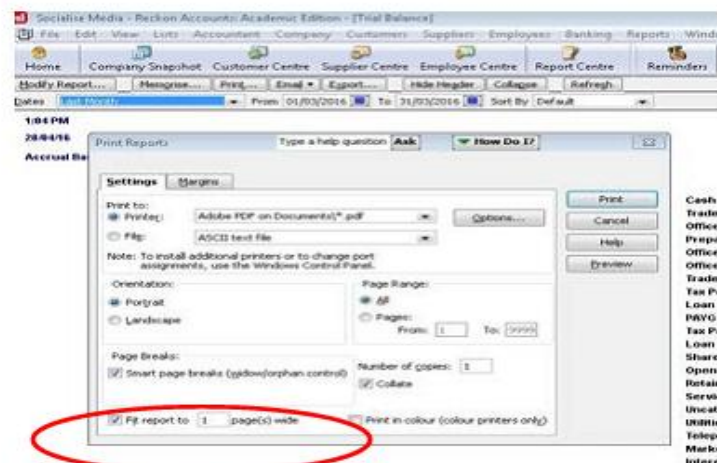 Socialise Media - Reckon Accounts: Academic Edition - [Trial Balance]
File Edit View Lists Accountant Company Customers Suppliers Employees Banking Reports Windo
Home Company Snapshot Customer Centre Supplier Centre Employee Centre Report Centre Reminders
Modify Report... Memorise... Print... Email Export... Hide Header Collapse Refresh
Dates Last Month From 01/03/2016 To 31/03/2016 Sort By Default
1:04 PM
28/04/16
Accrual Ba
Print Reports Type a help question Ask How Do I?
Settings Margins
Print to:
Printer: Adobe PDF on Documents\*.pdf Options...
File: ASCII text file
Note: To install additional printers or to change port
assignments, use the Windows Control Panel.
Orientation:
Portrait
Landscape
Page Range:
All
Pages:
From: 1 To: 9999
Page Breaks:
Smart page breaks (widow/orphan control)
Number of copies: 1
Collate
Fit report to 1 page(s) wide
Print in colour (colour printers only)
Print
Cancel
Help
Preview
Cash
Trade
Office
Prepa
Office
Office
Trade
Tax P
Loan
PAYG
Tax P
Loan
Share
Open
Retai
Servi
Uncat
Utiliti
Telep
Marke
Intere